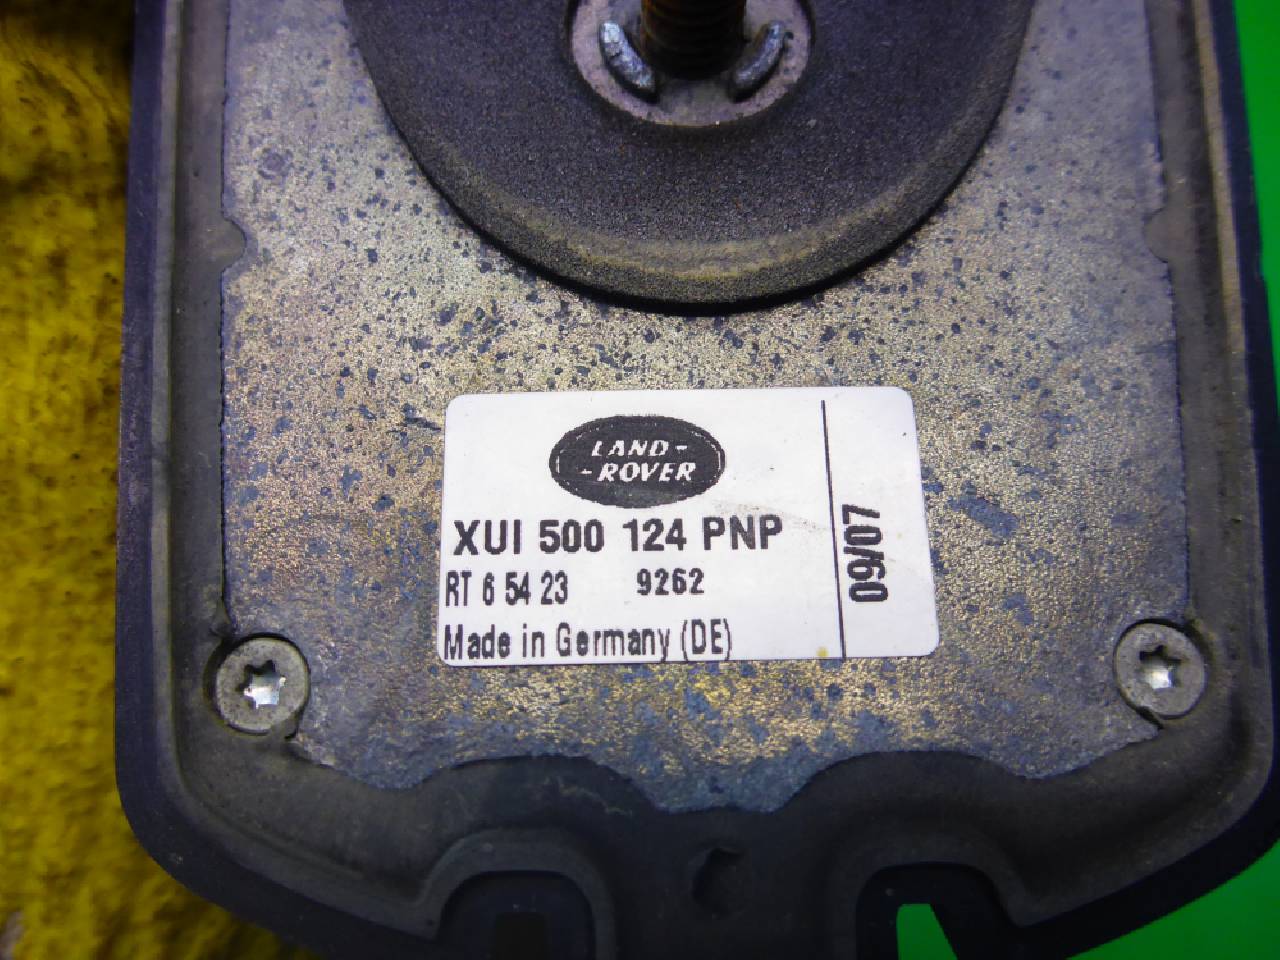 LAND-
-ROVER
XUI 500 124 PNP
RT 6 54 23 9262
Made in Germany (DE)
09/07